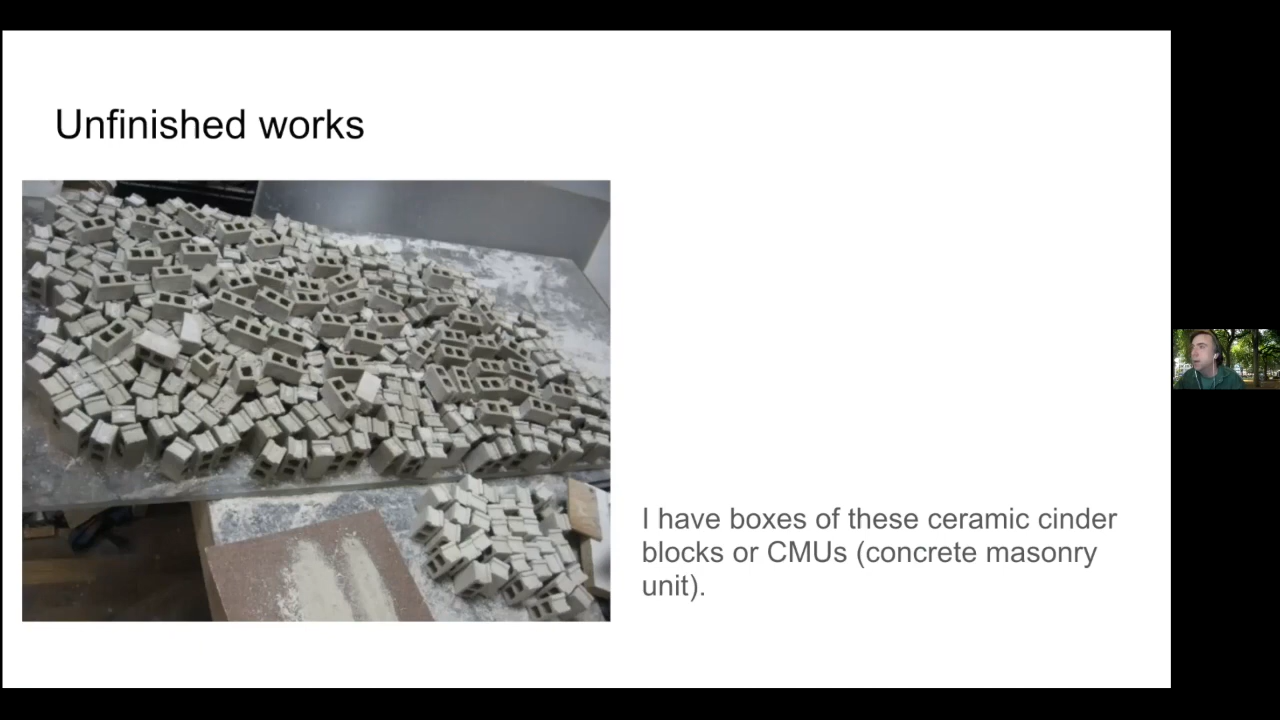 Unfinished works
I have boxes of these ceramic cinder
blocks or CMUs (concrete masonry
unit).